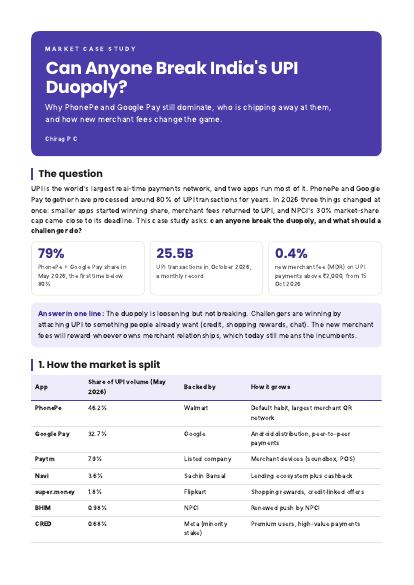 MARKET CASE STUDY
Can Anyone Break India's UPI
Duopoly?
Why PhonePe and Google Pay still dominate, who is chipping away at them,
and how new merchant fees change the game.
Chirag P C
The question
UPI is the world's largest real-time payments network, and two apps run most of it. PhonePe and Google
Pay together have processed around 80% of UPI transactions for years. In 2026 three things changed at
once: smaller apps started winning share, merchant fees returned to UPI, and NPCI's 30% market-share
cap came close to its deadline. This case study asks: can anyone break the duopoly, and what should a
challenger do?
79%
PhonePe + Google Pay share in
May 2026, the first time below
80%
25.5B
UPI transactions in October 2026,
a monthly record
0.4%
new merchant fee (MDR) on UPI
payments above ₹2,000, from 15
Oct 2026
Answer in one line: The duopoly is loosening but not breaking. Challengers are winning by
attaching UPI to something people already want (credit, shopping rewards, chat). The new merchant
fees will reward whoever owns merchant relationships, which today still means the incumbents.
1. How the market is split
App Share of UPI volume (May 2026) Backed by How it grows
PhonePe 46.2% Walmart Default habit, largest merchant QR
network
Google Pay 32.7% Google Android distribution, peer-to-peer
payments
Paytm 7.9% Listed company Merchant devices (soundbox, POS)
Navi 3.6% Sachin Bansal Lending ecosystem plus cashback
super.money 1.8% Flipkart Shopping rewards, credit-linked offers
BHIM 0.98% NPCI Renewed push by NPCI
CRED 0.68% Meta (minority stake) Premium users, high-value payments